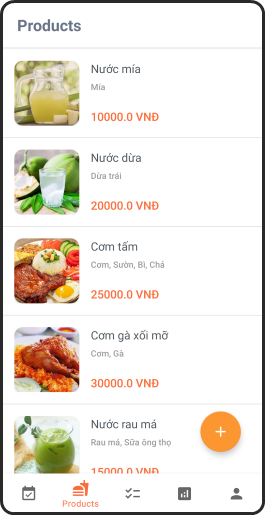 Products
Nước mía
Mía
10000.0 VNĐ
Nước dừa
Dừa trái
20000.0 VNĐ
Cơm tấm
Cơm, Sườn, Bì, Chả
25000.0 VNĐ
Cơm gà xối mỡ
Cơm, Gà
30000.0 VNĐ
Nước rau má
Rau má, Sữa ông thọ
15000.0 VNĐ
Products